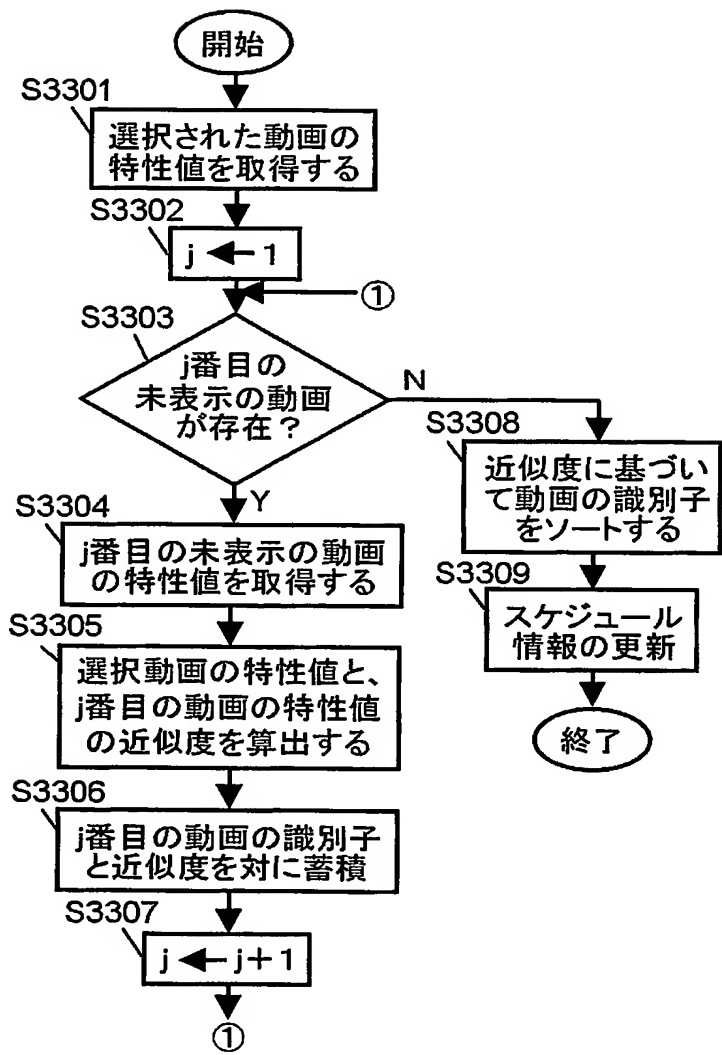 開始
S3301
選択された動画の
特性値を取得する
S3302
j ← 1
①
S3303
j番目の
未表示の動画
が存在？
N
Y
S3304
j番目の未表示の動画
の特性値を取得する
S3305
選択動画の特性値と、
j番目の動画の特性値
の近似度を算出する
S3306
j番目の動画の識別子
と近似度を対に蓄積
S3307
j ← j＋1
①
S3308
近似度に基づい
て動画の識別子
をソートする
S3309
スケジュール
情報の更新
終了